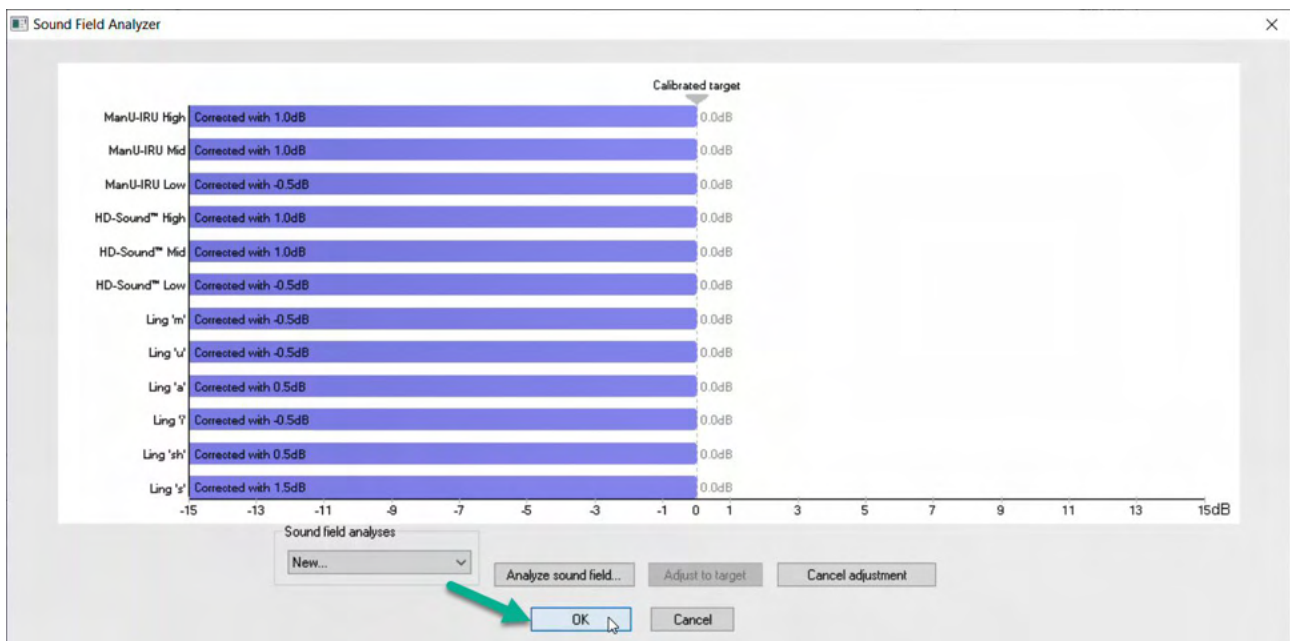 Sound Field Analyzer
Calibrated target
ManU-IRU High Corrected with 1.0dB 0.0dB
ManU-IRU Mid Corrected with 1.0dB 0.0dB
ManU-IRU Low Corrected with -0.5dB 0.0dB
HD-Sound™ High Corrected with 1.0dB 0.0dB
HD-Sound™ Mid Corrected with 1.0dB 0.0dB
HD-Sound™ Low Corrected with -0.5dB 0.0dB
Ling 'm' Corrected with -0.5dB 0.0dB
Ling 'u' Corrected with -0.5dB 0.0dB
Ling 'a' Corrected with 0.5dB 0.0dB
Ling 'i' Corrected with -0.5dB 0.0dB
Ling 'sh' Corrected with 0.5dB 0.0dB
Ling 's' Corrected with 1.5dB 0.0dB
-15 -13 -11 -9 -7 -5 -3 -1 0 1 3 5 7 9 11 13 15dB
Sound field analyses
New... Analyze sound field... Adjust to target Cancel adjustment
OK Cancel